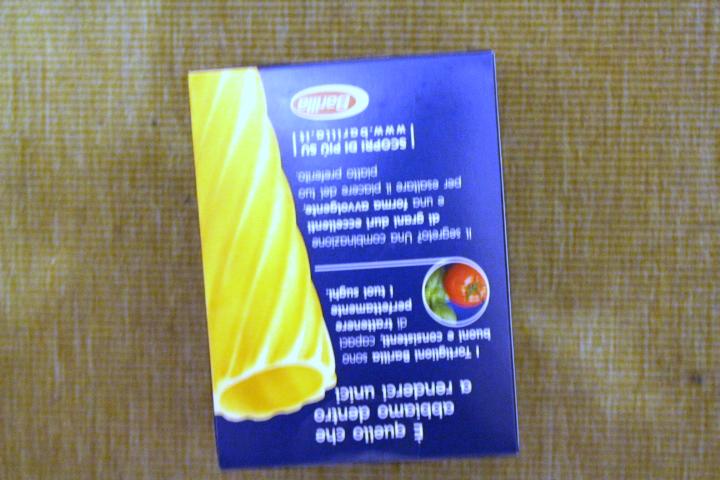 È quello che
abbiamo dentro
a renderci unici
I Tortiglioni Barilla sono
buoni e consistenti, capaci
di trattenere
perfettamente
i tuoi sughi.
Il segreto? Una combinazione
di grani duri eccellenti
e una forma avvolgente,
per esaltare il piacere del tuo
piatto preferito.
SCOPRI DI PIÙ SU
www.barilla.it
Barilla